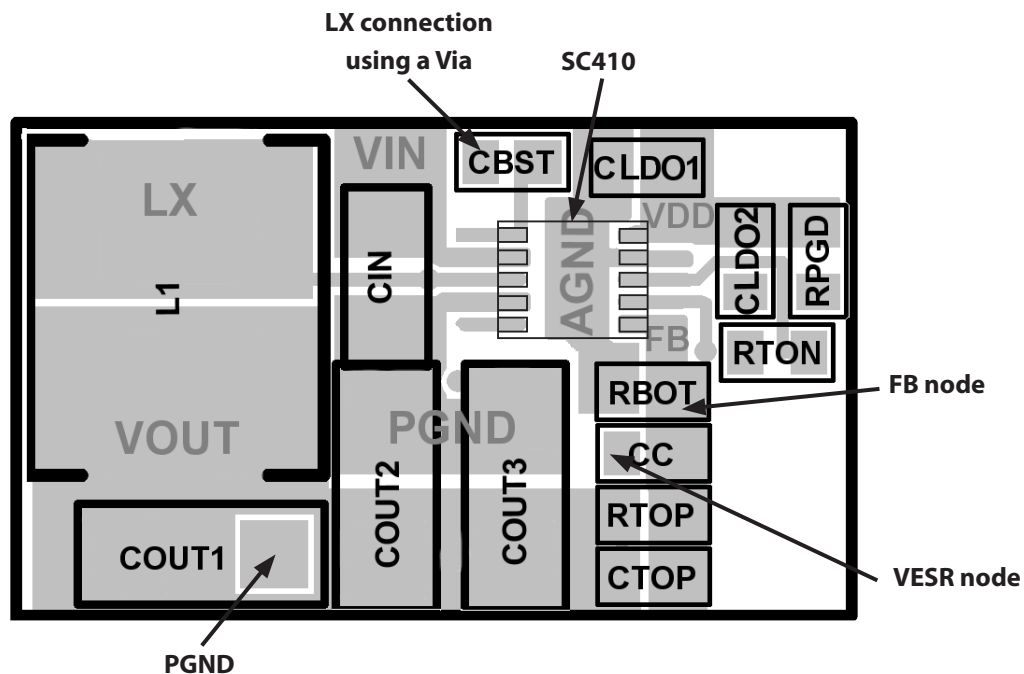 LX connection
using a Via
SC410
VIN
CBST
CLDO1
LX
VDD
CIN
AGND
CLDO2
RPGD
L1
FB
RTON
RBOT
FB node
VOUT
PGND
CC
COUT2
COUT3
RTOP
COUT1
CTOP
VESR node
PGND